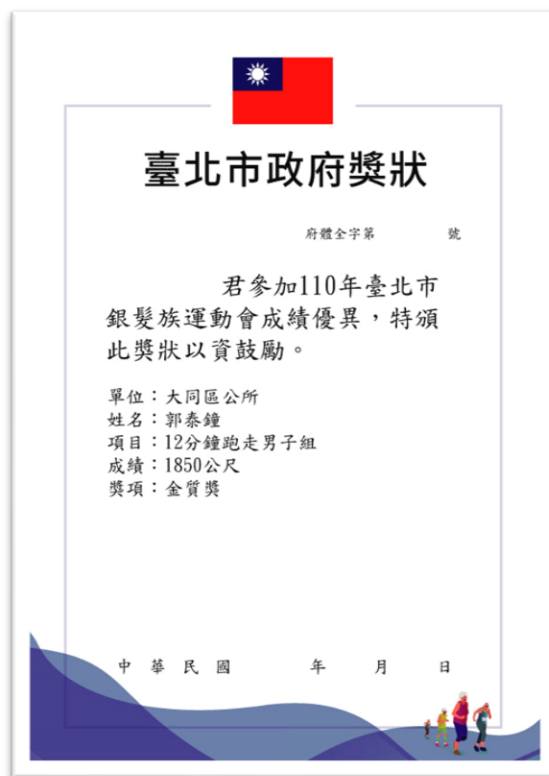 臺北市政府獎狀
府體全字第　　　號
君參加110年臺北市
銀髮族運動會成績優異，特頒
此獎狀以資鼓勵。
單位：大同區公所
姓名：郭泰鐘
項目：12分鐘跑走男子組
成績：1850公尺
獎項：金質獎
中華民國　　年　　月　　日